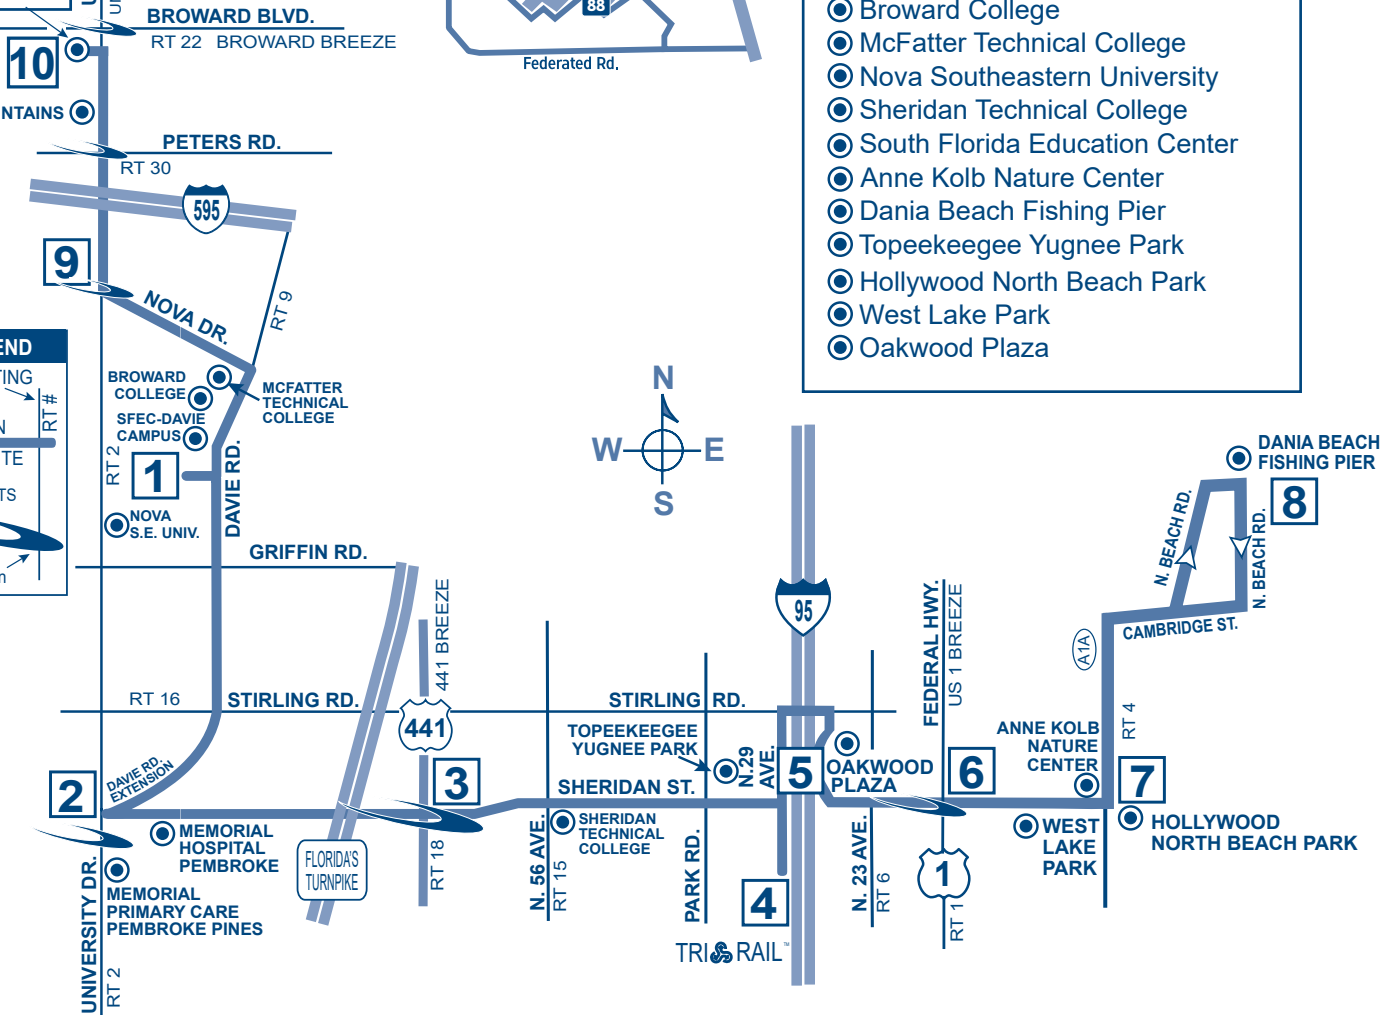 BROWARD BLVD.
RT 22 BROWARD BREEZE
10
NTAINS
PETERS RD.
RT 30
595
9
NOVA DR.
RT 9
88
Federated Rd.
Broward College
McFatter Technical College
Nova Southeastern University
Sheridan Technical College
South Florida Education Center
Anne Kolb Nature Center
Dania Beach Fishing Pier
Topeekeegee Yugnee Park
Hollywood North Beach Park
West Lake Park
Oakwood Plaza
END
TING
RT #
N
TE
TS
n
BROWARD
COLLEGE
MCFATTER
TECHNICAL
COLLEGE
SFEC-DAVIE
CAMPUS
RT 2
1
DAVIE RD.
NOVA
S.E. UNIV.
GRIFFIN RD.
N
W E
S
DANIA BEACH
FISHING PIER
8
N. BEACH RD.
N. BEACH RD.
CAMBRIDGE ST.
A1A
RT 4
95
441 BREEZE
FEDERAL HWY.
US 1 BREEZE
RT 16
STIRLING RD.
441
STIRLING RD.
TOPEEKEEGEE
YUGNEE PARK
N.29
AVE.
5
OAKWOOD
PLAZA
6
ANNE KOLB
NATURE
CENTER
7
2
DAVIE RD.
EXTENSION
3
SHERIDAN ST.
MEMORIAL
HOSPITAL
PEMBROKE
MEMORIAL
PRIMARY CARE
PEMBROKE PINES
UNIVERSITY DR.
RT 2
FLORIDA'S
TURNPIKE
RT 18
N. 56 AVE.
RT 15
SHERIDAN
TECHNICAL
COLLEGE
PARK RD.
4
TRI RAIL™
N. 23 AVE.
RT 6
1
RT 1
WEST
LAKE
PARK
HOLLYWOOD
NORTH BEACH PARK